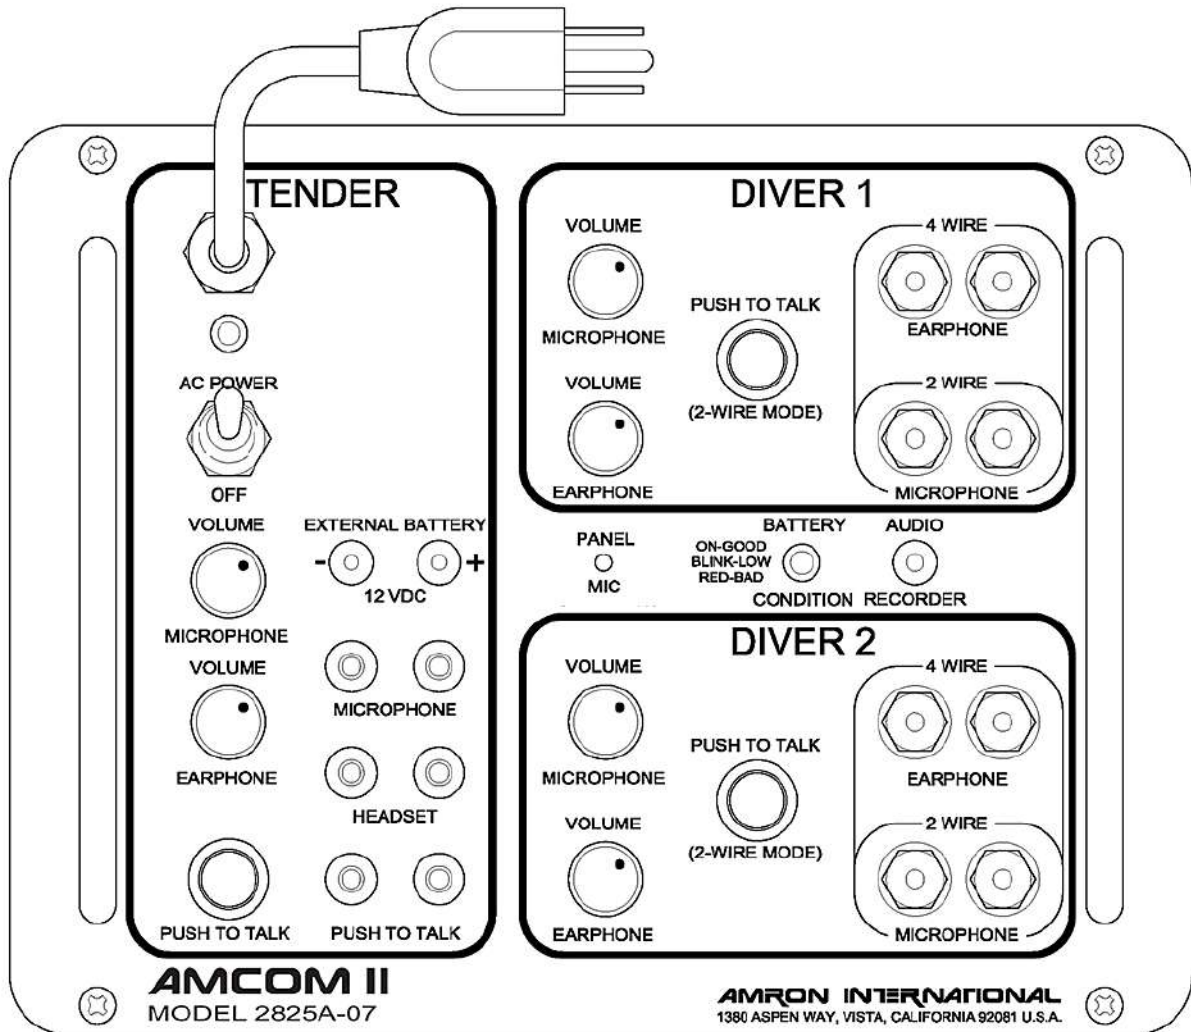 TENDER
AC POWER
OFF
VOLUME
MICROPHONE
VOLUME
EARPHONE
PUSH TO TALK
EXTERNAL BATTERY
- +
12 VDC
MICROPHONE
HEADSET
PUSH TO TALK
DIVER 1
VOLUME
MICROPHONE
VOLUME
EARPHONE
PUSH TO TALK
(2-WIRE MODE)
4 WIRE
EARPHONE
2 WIRE
MICROPHONE
PANEL
MIC
BATTERY
ON-GOOD
BLINK-LOW
RED-BAD
CONDITION
AUDIO
RECORDER
DIVER 2
VOLUME
MICROPHONE
VOLUME
EARPHONE
PUSH TO TALK
(2-WIRE MODE)
4 WIRE
EARPHONE
2 WIRE
MICROPHONE
AMCOM II
MODEL 2825A-07
AMRON INTERNATIONAL
1380 ASPEN WAY, VISTA, CALIFORNIA 92081 U.S.A.